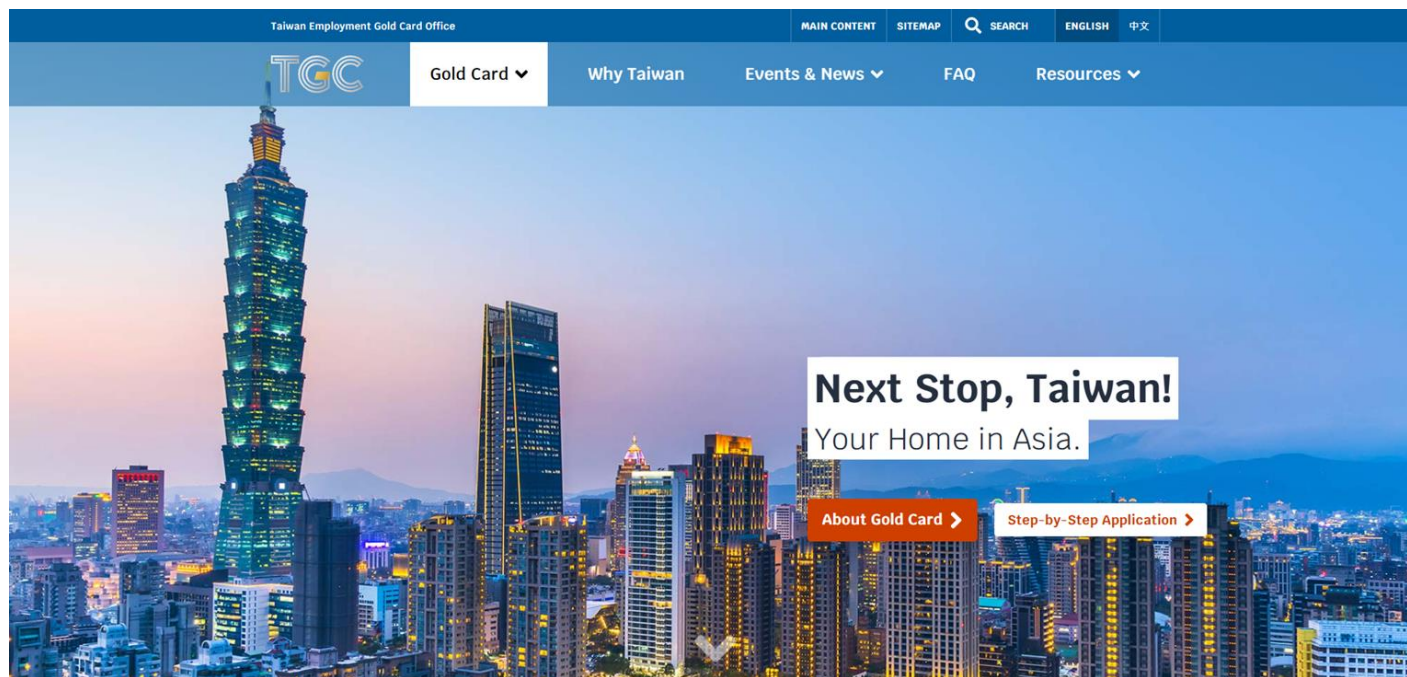 Taiwan Employment Gold Card Office
MAIN CONTENT
SITEMAP
SEARCH
ENGLISH
中文
TGC
Gold Card
Why Taiwan
Events & News
FAQ
Resources
Next Stop, Taiwan!
Your Home in Asia.
About Gold Card
Step-by-Step Application